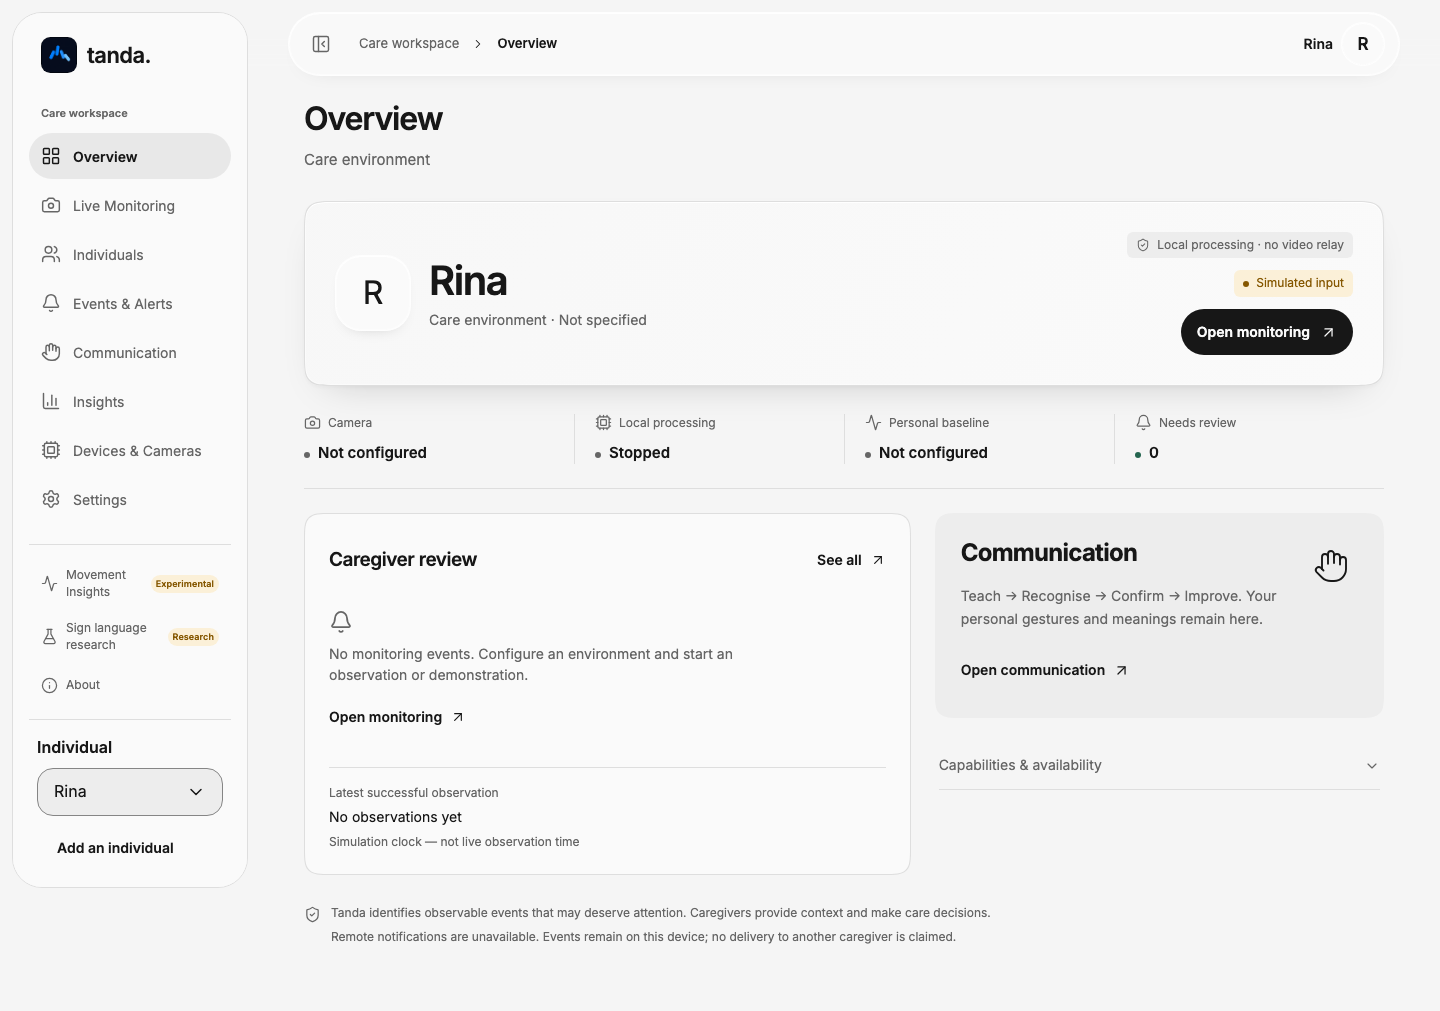 tanda.
Care workspace
Overview
Live Monitoring
Individuals
Events & Alerts
Communication
Insights
Devices & Cameras
Settings
Movement
Insights
Experimental
Sign language
research
Research
About
Individual
Rina
Add an individual
Care workspace > Overview
Rina R
Overview
Care environment
R
Rina
Care environment · Not specified
Local processing · no video relay
Simulated input
Open monitoring
Camera
Not configured
Local processing
Stopped
Personal baseline
Not configured
Needs review
0
Caregiver review
See all
No monitoring events. Configure an environment and start an
observation or demonstration.
Open monitoring
Latest successful observation
No observations yet
Simulation clock — not live observation time
Communication
Teach → Recognise → Confirm → Improve. Your
personal gestures and meanings remain here.
Open communication
Capabilities & availability
Tanda identifies observable events that may deserve attention. Caregivers provide context and make care decisions.
Remote notifications are unavailable. Events remain on this device; no delivery to another caregiver is claimed.